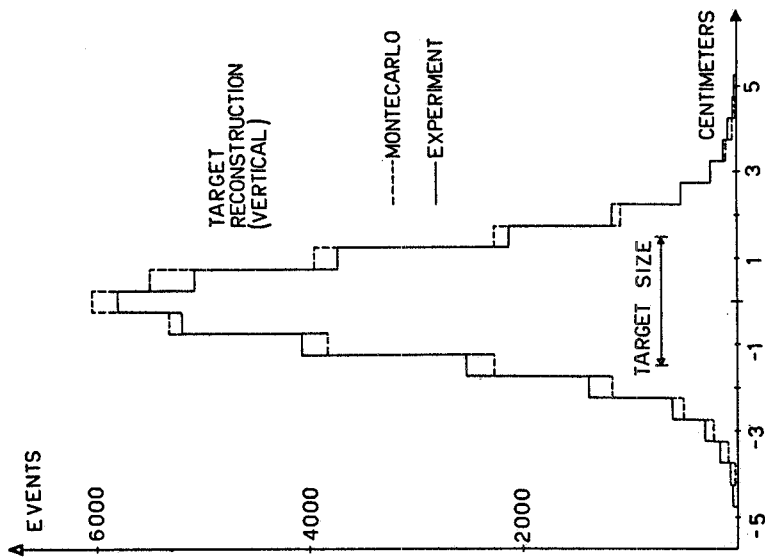 EVENTS
6000
4000
2000
TARGET
RECONSTRUCTION
(VERTICAL)
----MONTECARLO
—EXPERIMENT
TARGET SIZE
CENTIMETERS
-5
-3
-1
1
3
5